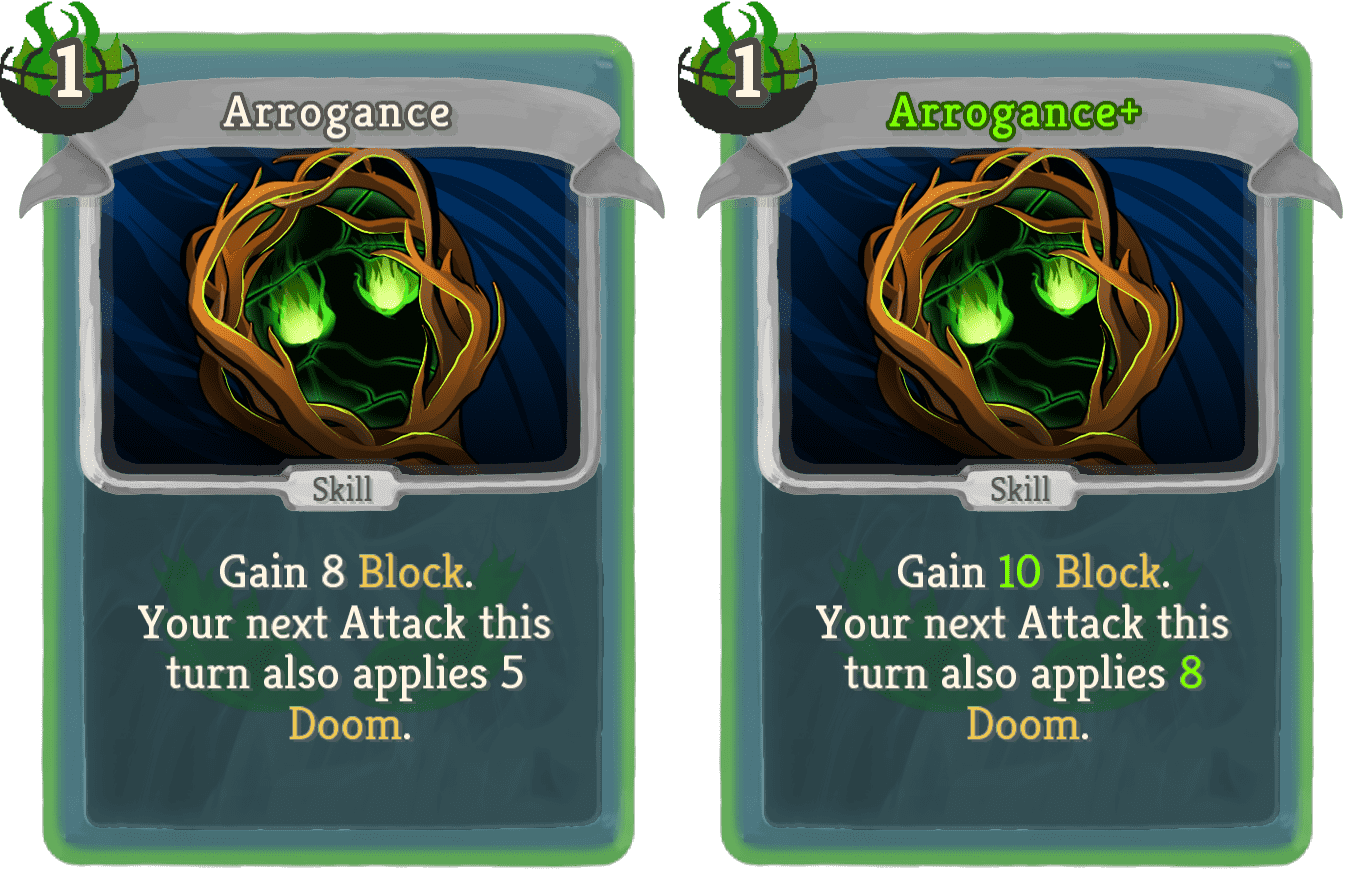 1
Arrogance
Skill
Gain 8 Block.
Your next Attack this
turn also applies 5
Doom.
1
Arrogance+
Skill
Gain 10 Block.
Your next Attack this
turn also applies 8
Doom.